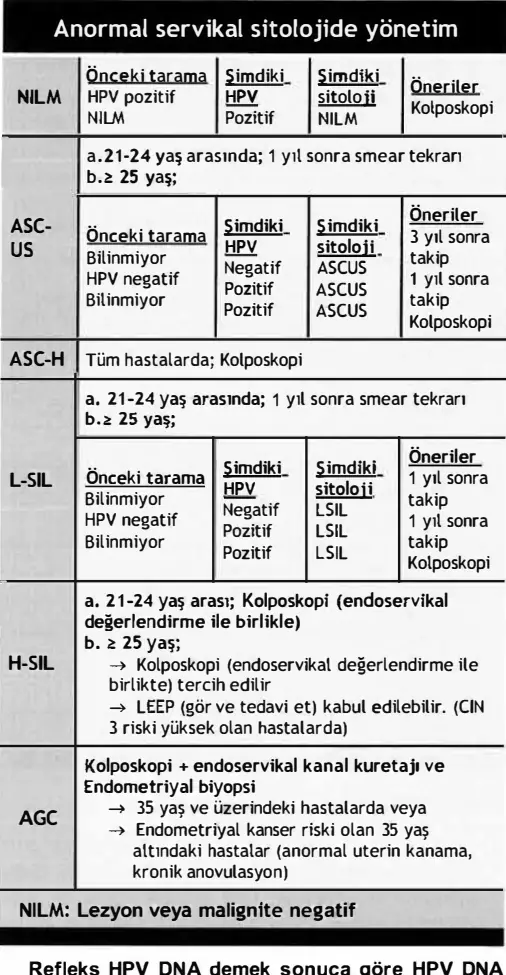 Anormal servikal sitolojide yönetim
NILM
Önceki tarama
HPV pozitif
NILM
Şimdiki
HPV
Pozitif
Şimdiki
sitoloji
NILM
Öneriler
Kolposkopi
ASC-
US
a.21-24 yaş arasında; 1 yıl sonra smear tekrarı
b.≥ 25 yaş;
Önceki tarama
Bilinmiyor
HPV negatif
Bilinmiyor
Şimdiki
HPV
Negatif
Pozitif
Pozitif
Şimdiki
sitoloji
ASCUS
ASCUS
ASCUS
Öneriler
3 yıl sonra
takip
1 yıl sonra
takip
Kolposkopi
ASC-H
Tüm hastalarda; Kolposkopi
L-SIL
a. 21-24 yaş arasında; 1 yıl sonra smear tekrarı
b.≥ 25 yaş;
Önceki tarama
Bilinmiyor
HPV negatif
Bilinmiyor
Şimdiki
HPV
Negatif
Pozitif
Pozitif
Şimdiki
sitoloji
LSIL
LSIL
LSIL
Öneriler
1 yıl sonra
takip
1 yıl sonra
takip
Kolposkopi
H-SIL
a. 21-24 yaş arası; Kolposkopi (endoservikal
değerlendirme ile birlikle)
b. ≥ 25 yaş;
→ Kolposkopi (endoservikal değerlendirme ile
birlikte) tercih edilir
→ LEEP (gör ve tedavi et) kabul edilebilir. (CIN
3 riski yüksek olan hastalarda)
AGC
Kolposkopi + endoservikal kanal kuretajı ve
Endometriyal biyopsi
→ 35 yaş ve üzerindeki hastalarda veya
→ Endometriyal kanser riski olan 35 yaş
altındaki hastalar (anormal uterin kanama,
kronik anovulasyon)
NILM: Lezyon veya malignite negatif
Refleks HPV DNA demek sonuca göre HPV DNA